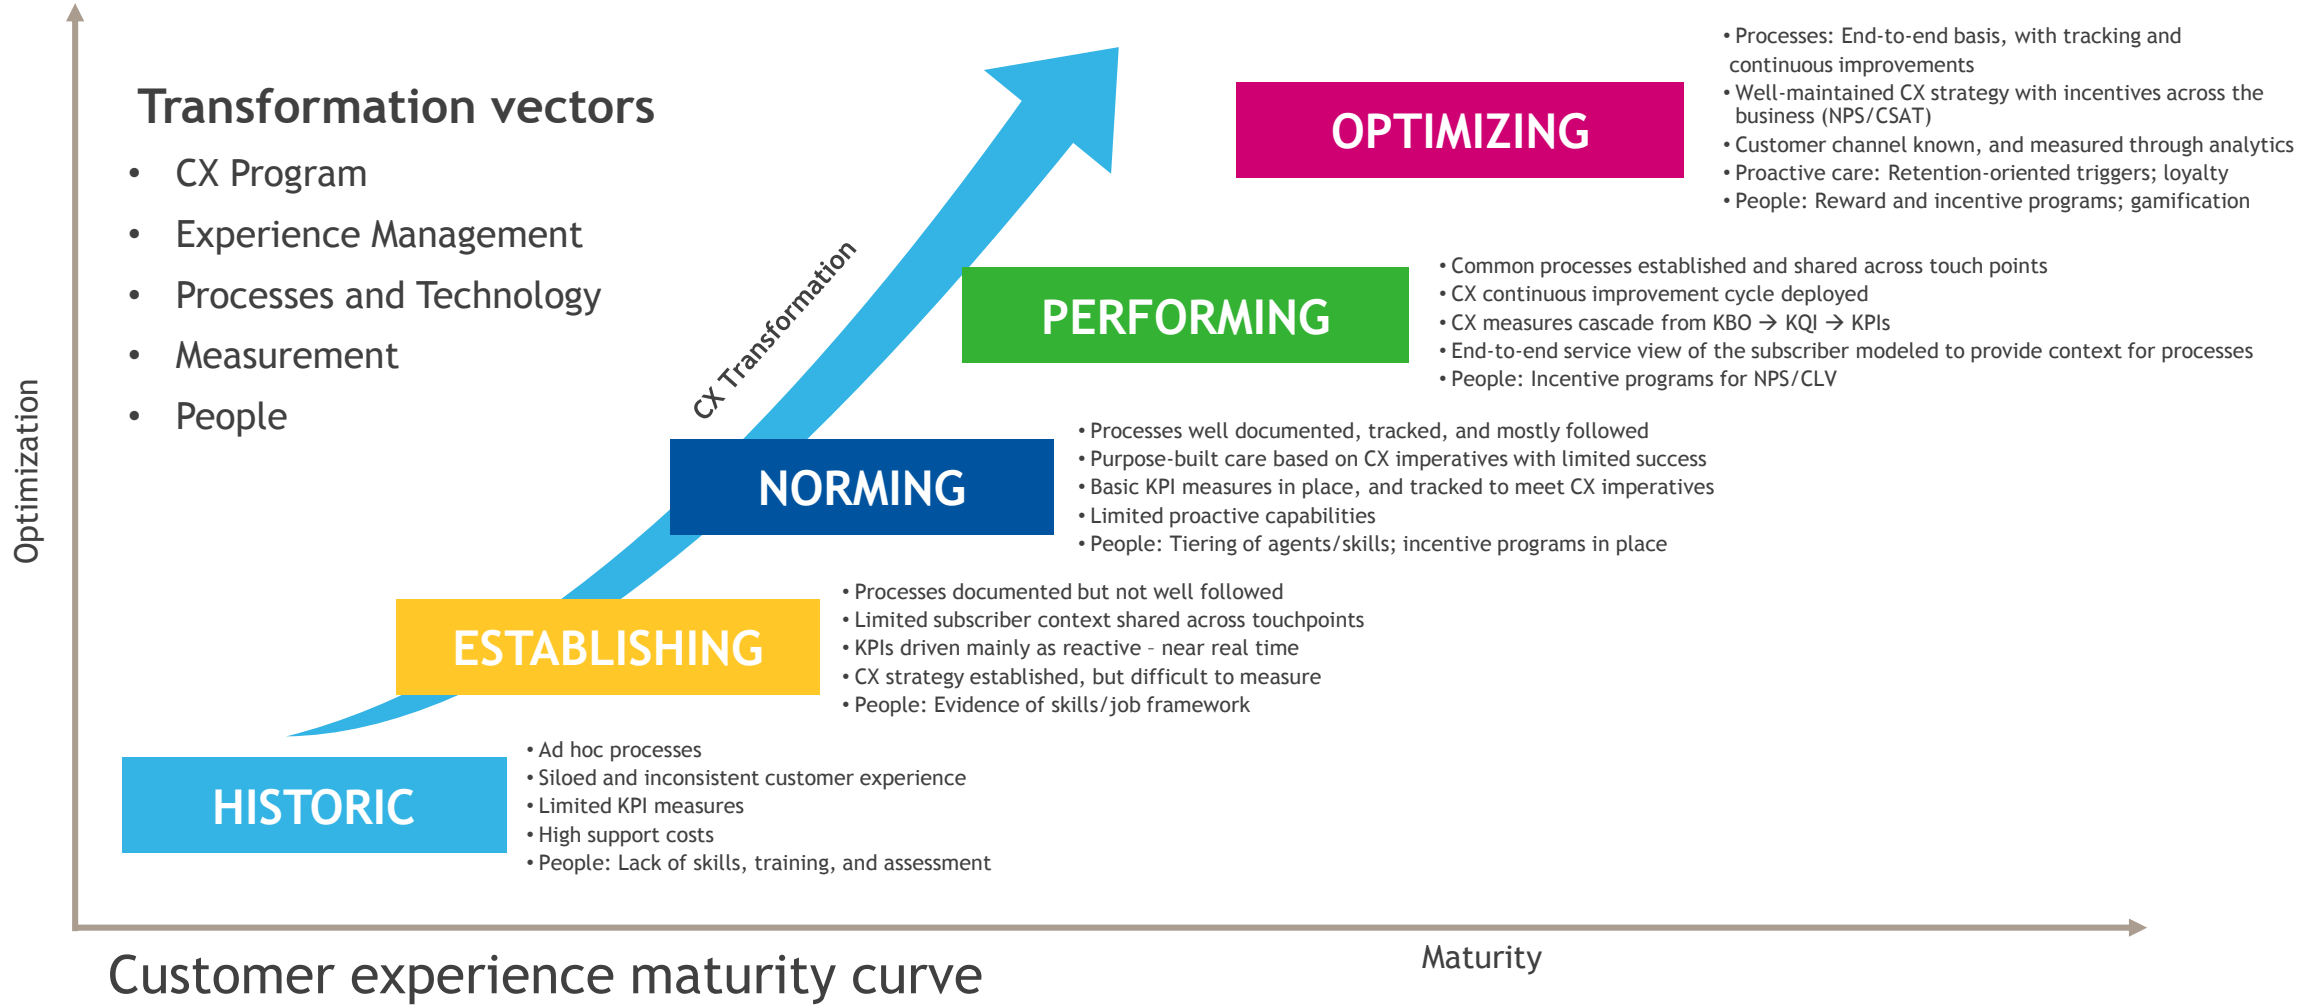 Transformation vectors
• CX Program
• Experience Management
• Processes and Technology
• Measurement
• People
Optimization
CX Transformation
OPTIMIZING
• Processes: End-to-end basis, with tracking and
continuous improvements
• Well-maintained CX strategy with incentives across the
business (NPS/CSAT)
• Customer channel known, and measured through analytics
• Proactive care: Retention-oriented triggers; loyalty
• People: Reward and incentive programs; gamification
PERFORMING
• Common processes established and shared across touch points
• CX continuous improvement cycle deployed
• CX measures cascade from KBO → KQI → KPIs
• End-to-end service view of the subscriber modeled to provide context for processes
• People: Incentive programs for NPS/CLV
NORMING
• Processes well documented, tracked, and mostly followed
• Purpose-built care based on CX imperatives with limited success
• Basic KPI measures in place, and tracked to meet CX imperatives
• Limited proactive capabilities
• People: Tiering of agents/skills; incentive programs in place
ESTABLISHING
• Processes documented but not well followed
• Limited subscriber context shared across touchpoints
• KPIs driven mainly as reactive – near real time
• CX strategy established, but difficult to measure
• People: Evidence of skills/job framework
HISTORIC
• Ad hoc processes
• Siloed and inconsistent customer experience
• Limited KPI measures
• High support costs
• People: Lack of skills, training, and assessment
Maturity
Customer experience maturity curve